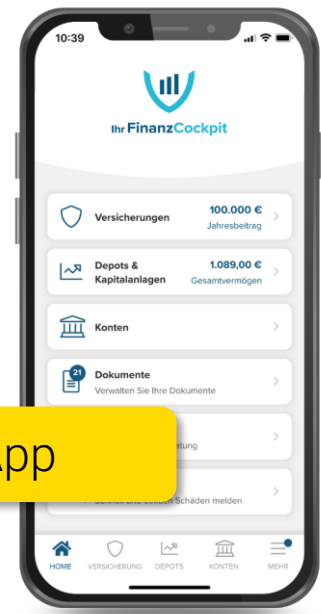 10:39
Ihr FinanzCockpit
Versicherungen
100.000 €
Jahresbeitrag
Depots &
Kapitalanlagen
1.089,00 €
Gesamtvermögen
Konten
21
Dokumente
Verwalten Sie Ihre Dokumente
App
Schäden melden
HOME VERSICHERUNG DEPOTS KONTEN MEHR